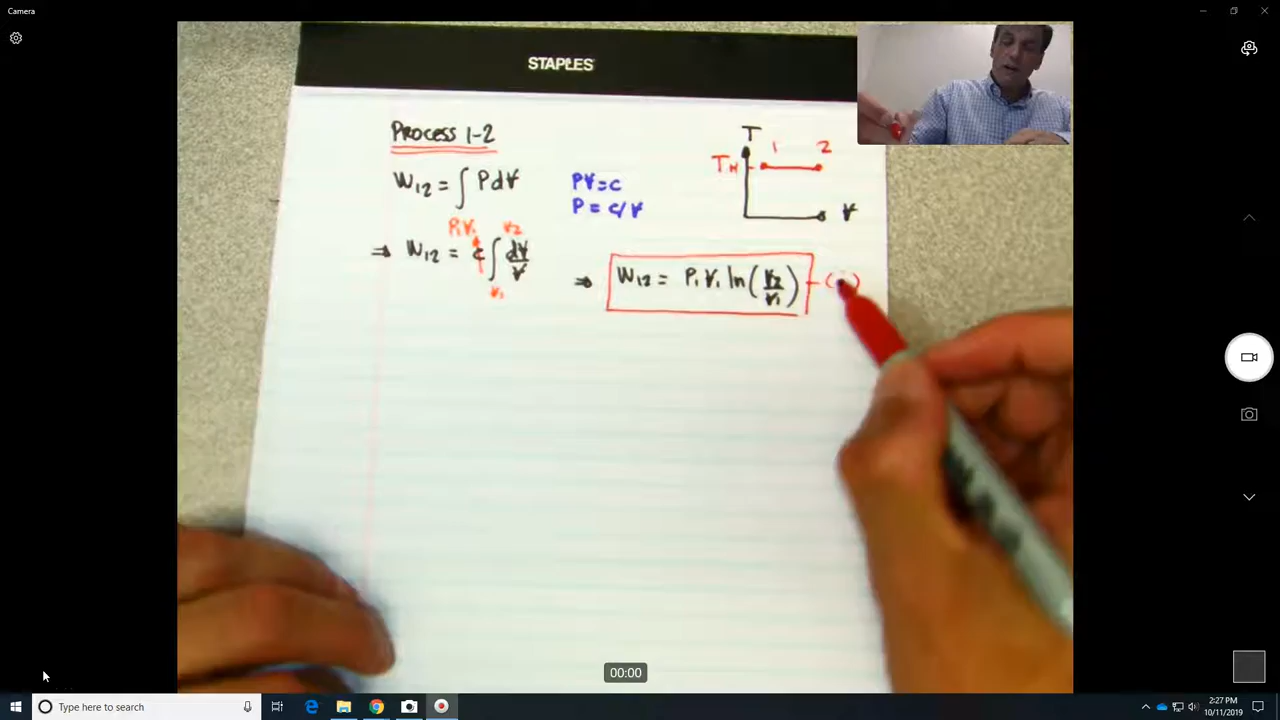 Camera
STAPLES
PROCESS 1-2
W12 = ∫ PdV
PV=C
P = C/V
T
TH
1
2
V
⇒ W12 = C ∫ dV/V
P1V1
V2
V1
⇒ W12 = P1V1 ln(V2/V1)
00:00
Type here to search
2:27 PM
10/11/2019